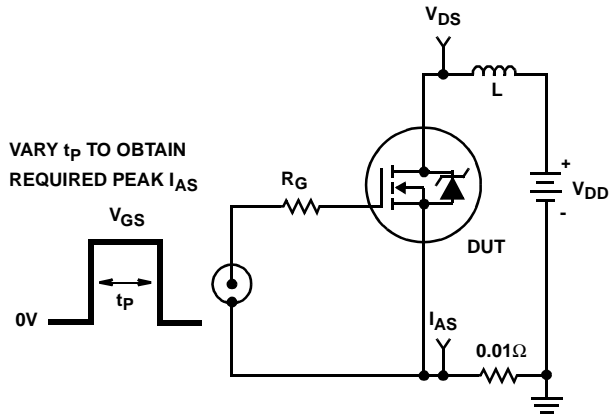 VDS
L
VARY tP TO OBTAIN
REQUIRED PEAK IAS
RG
+
VDD
-
VGS
DUT
tP
0V
IAS
0.01Ω